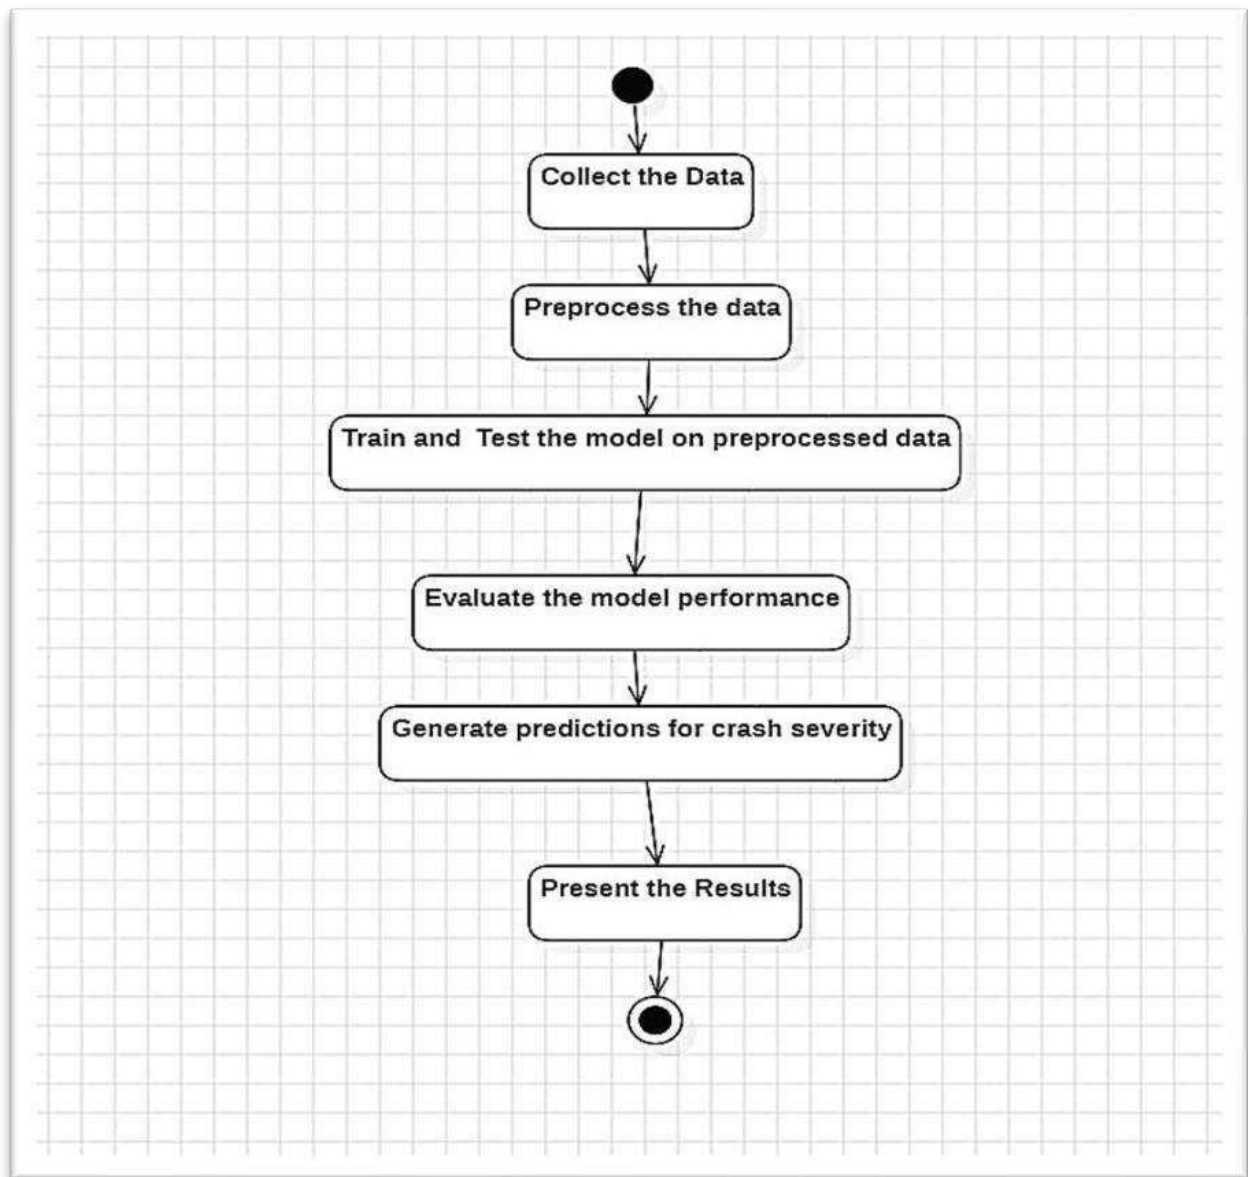 Collect the Data
Preprocess the data
Train and  Test the model on preprocessed data
Evaluate the model performance
Generate predictions for crash severity
Present the Results